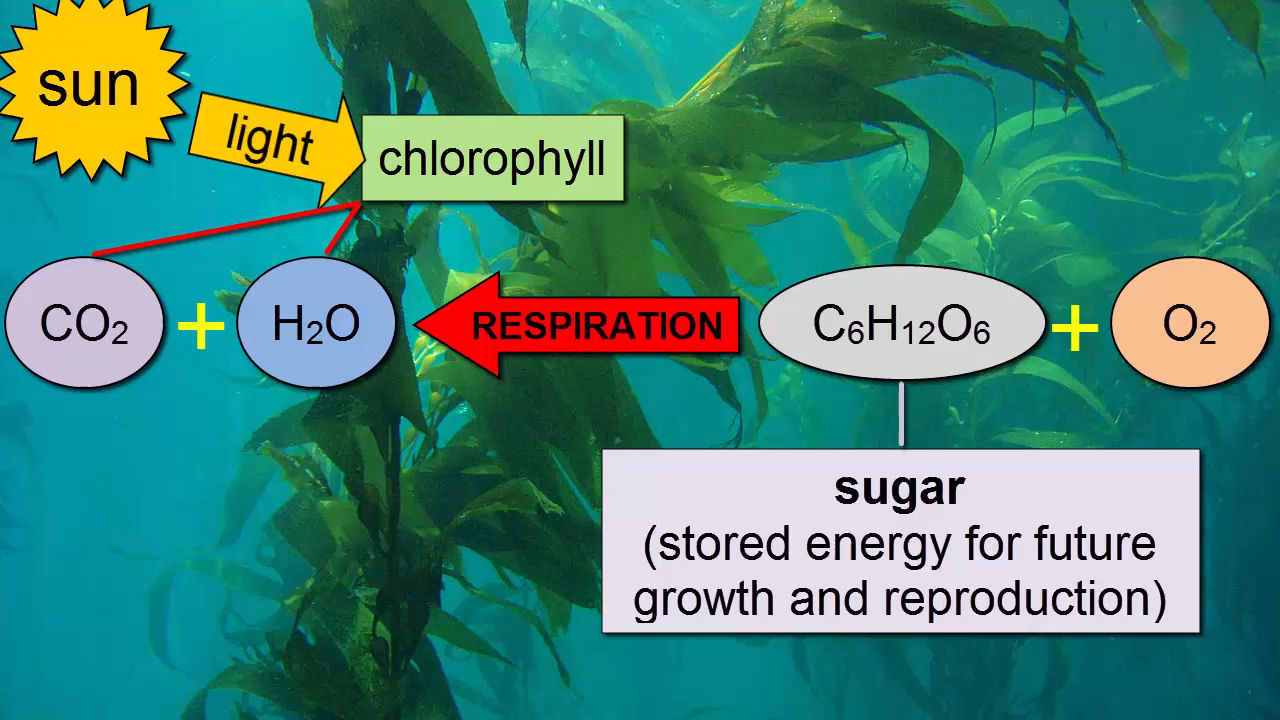 sun
light
chlorophyll
CO₂ + H₂O
RESPIRATION
C₆H₁₂O₆ + O₂
sugar
(stored energy for future
growth and reproduction)